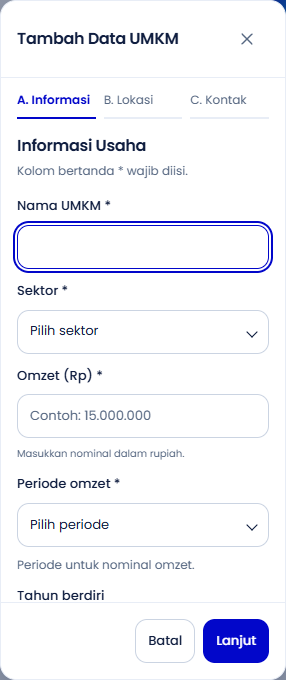 Tambah Data UMKM
A. Informasi
B. Lokasi
C. Kontak
Informasi Usaha
Kolom bertanda * wajib diisi.
Nama UMKM *
Sektor *
Pilih sektor
Omzet (Rp) *
Contoh: 15.000.000
Masukkan nominal dalam rupiah.
Periode omzet *
Pilih periode
Periode untuk nominal omzet.
Tahun berdiri
Batal
Lanjut